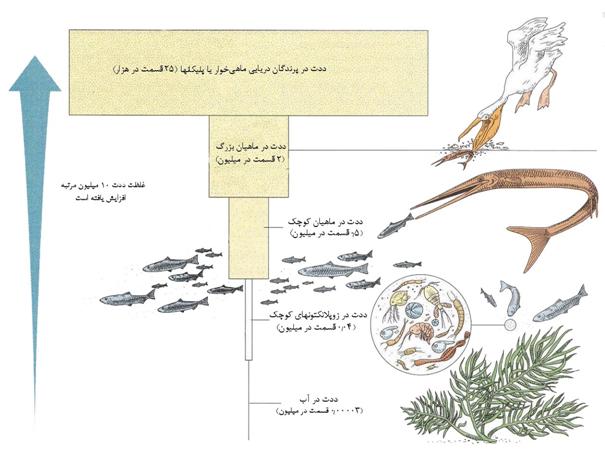 ددت در پرندگان دریایی ماهی‌خوار یا پلیکانها (۲۵ قسمت در هزار)
ددت در ماهیان بزرگ
(۲ قسمت در میلیون)
غلظت ددت ۱۰ میلیون مرتبه
افزایش یافته است
ددت در ماهیان کوچک
(۰٫۵ قسمت در میلیون)
ددت در زوپلانکتونهای کوچک
(۰٫۰۴ قسمت در میلیون)
ددت در آب
(۰٫۰۰۰۰۳ قسمت در میلیون)